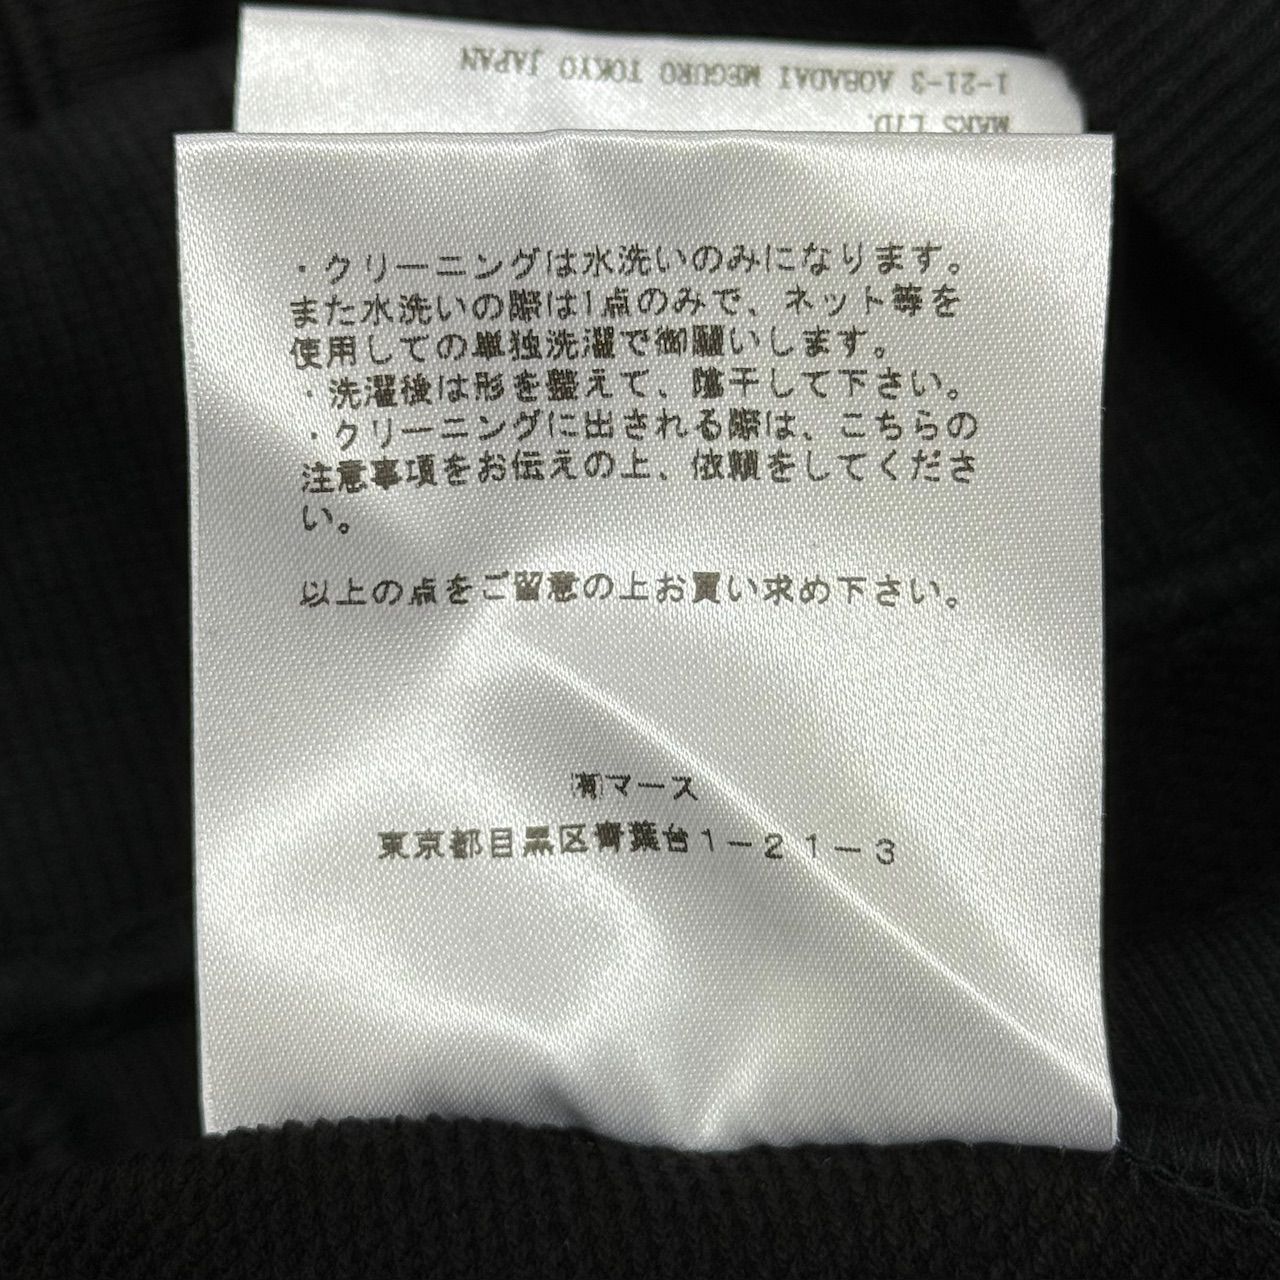 1-21-3 AOBADAI MEGURO TOKYO JAPAN
MARS LTD.
・クリーニングは水洗いのみになります。
また水洗いの際は1点のみで、ネット等を
使用しての単独洗濯で御願いします。
・洗濯後は形を整えて、陰干して下さい。
・クリーニングに出される際は、こちらの
注意事項をお伝えの上、依頼をしてくださ
い。
以上の点をご留意の上お買い求め下さい。
㈲マース
東京都目黒区青葉台1-21-3